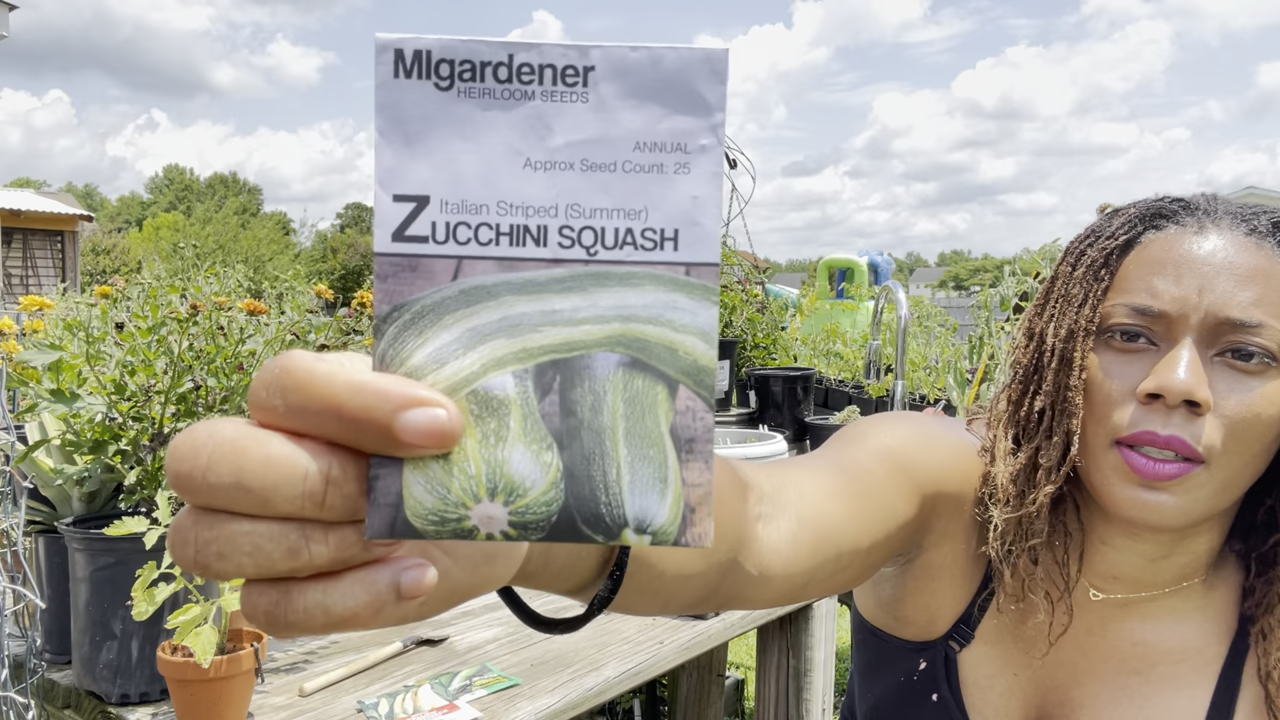 MIgardener
HEIRLOOM SEEDS
ANNUAL
Approx Seed Count: 25
Italian Striped (Summer)
ZUCCHINI SQUASH